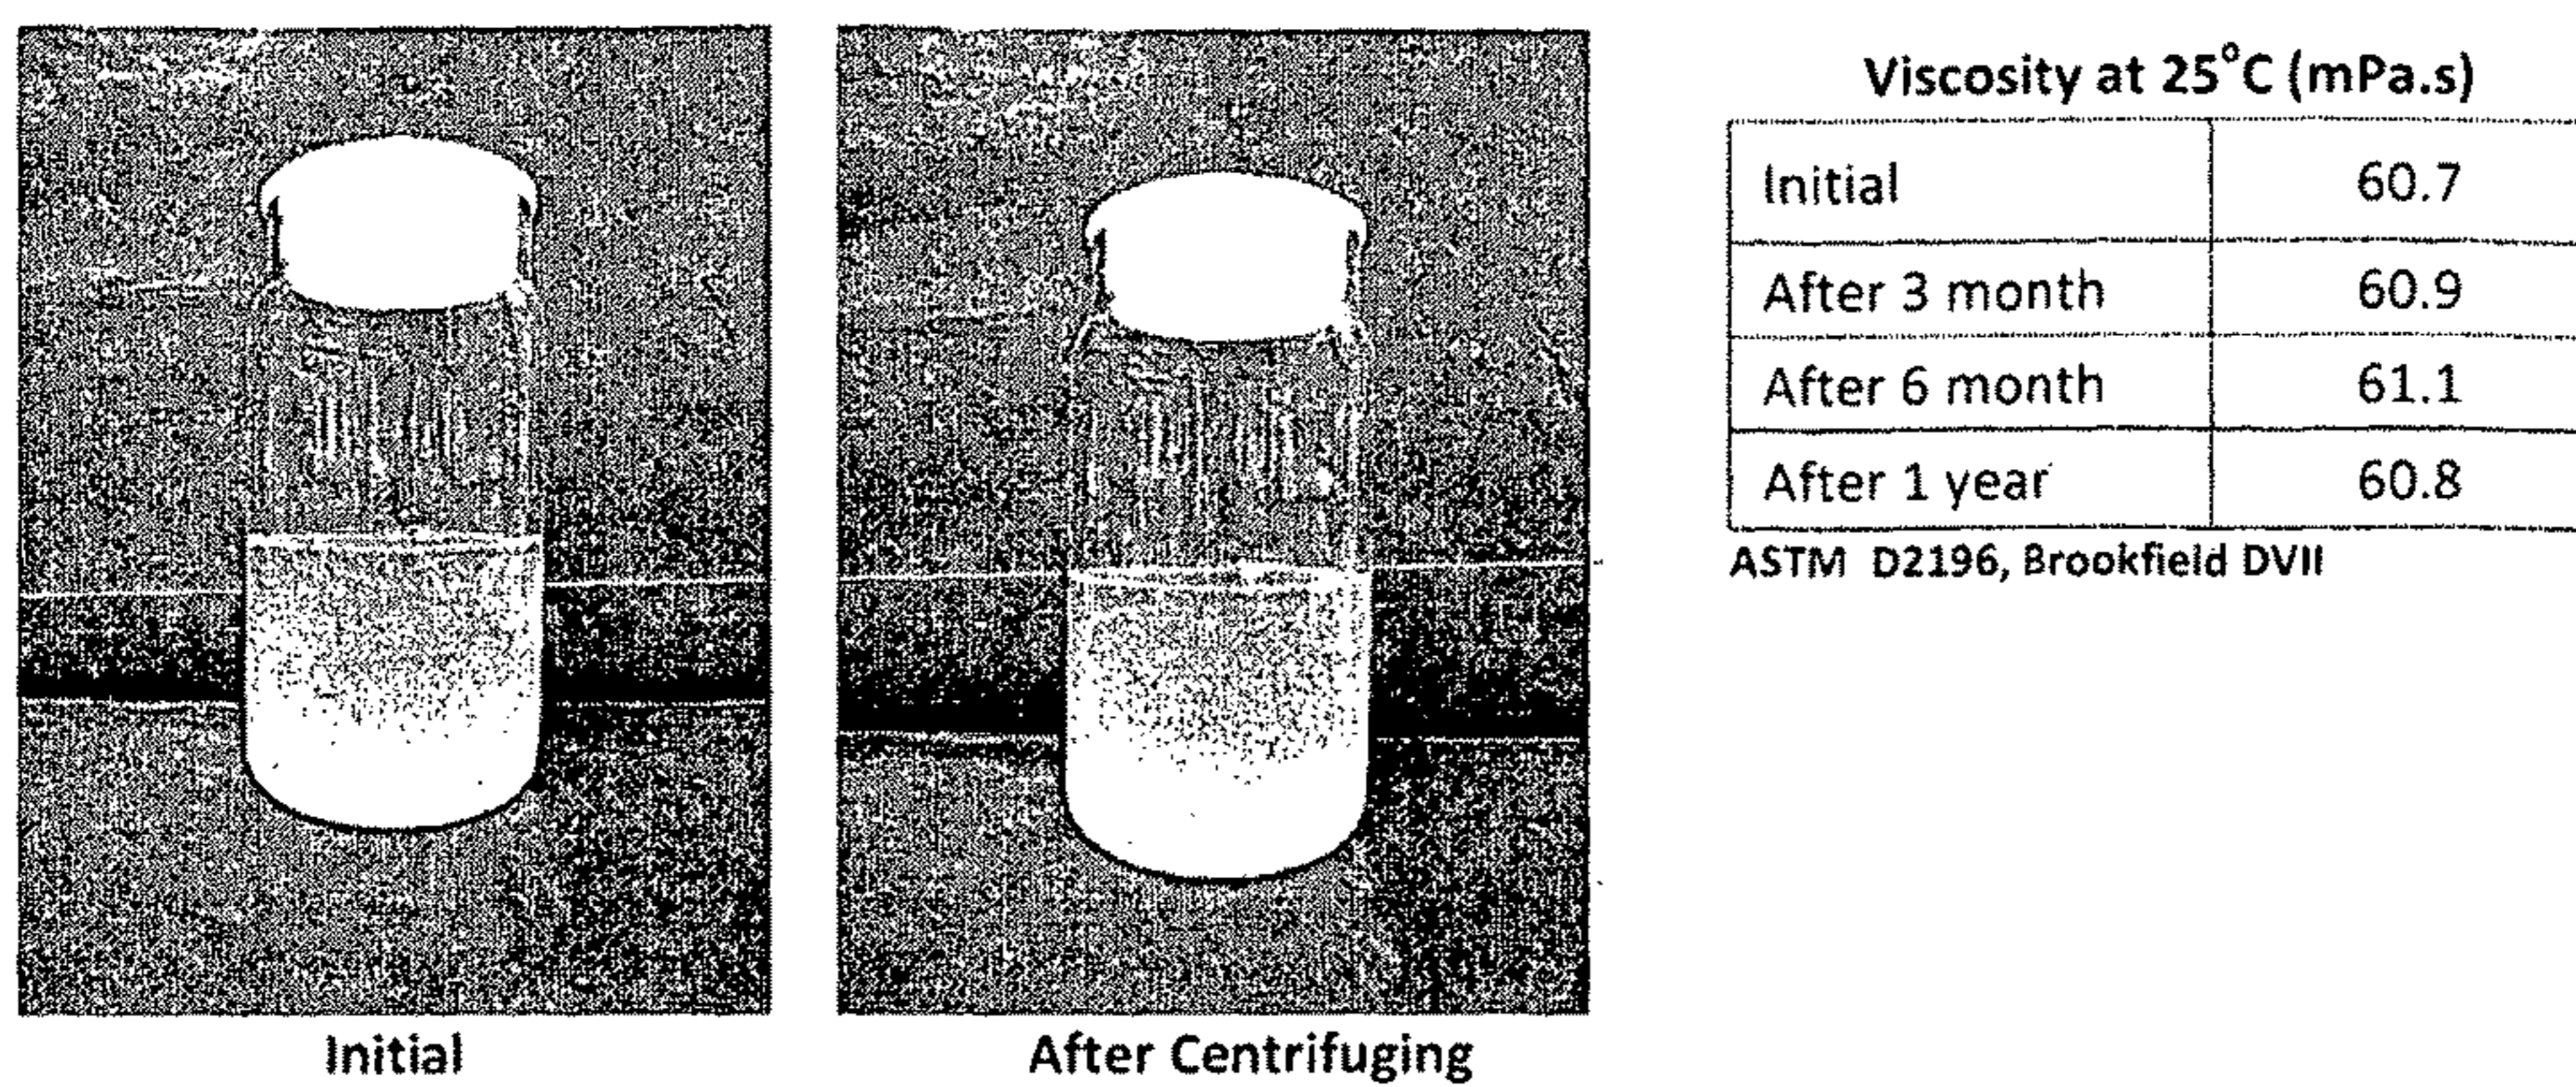 Viscosity at 25°C (mPa.s)
Initial 60.7
After 3 month 60.9
After 6 month 61.1
After 1 year 60.8
ASTM D2196, Brookfield DVII
Initial
After Centrifuging